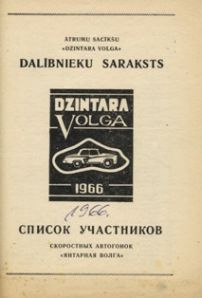 ĀTRUMU SACĪKŠU
«DZINTARA VOLGA»
DALĪBNIEKU SARAKSTS
DZINTARA
VOLGA
1966
1966.
СПИСОК УЧАСТНИКОВ
СКОРОСТНЫХ АВТОГОНОК
«ЯНТАРНАЯ ВОЛГА»